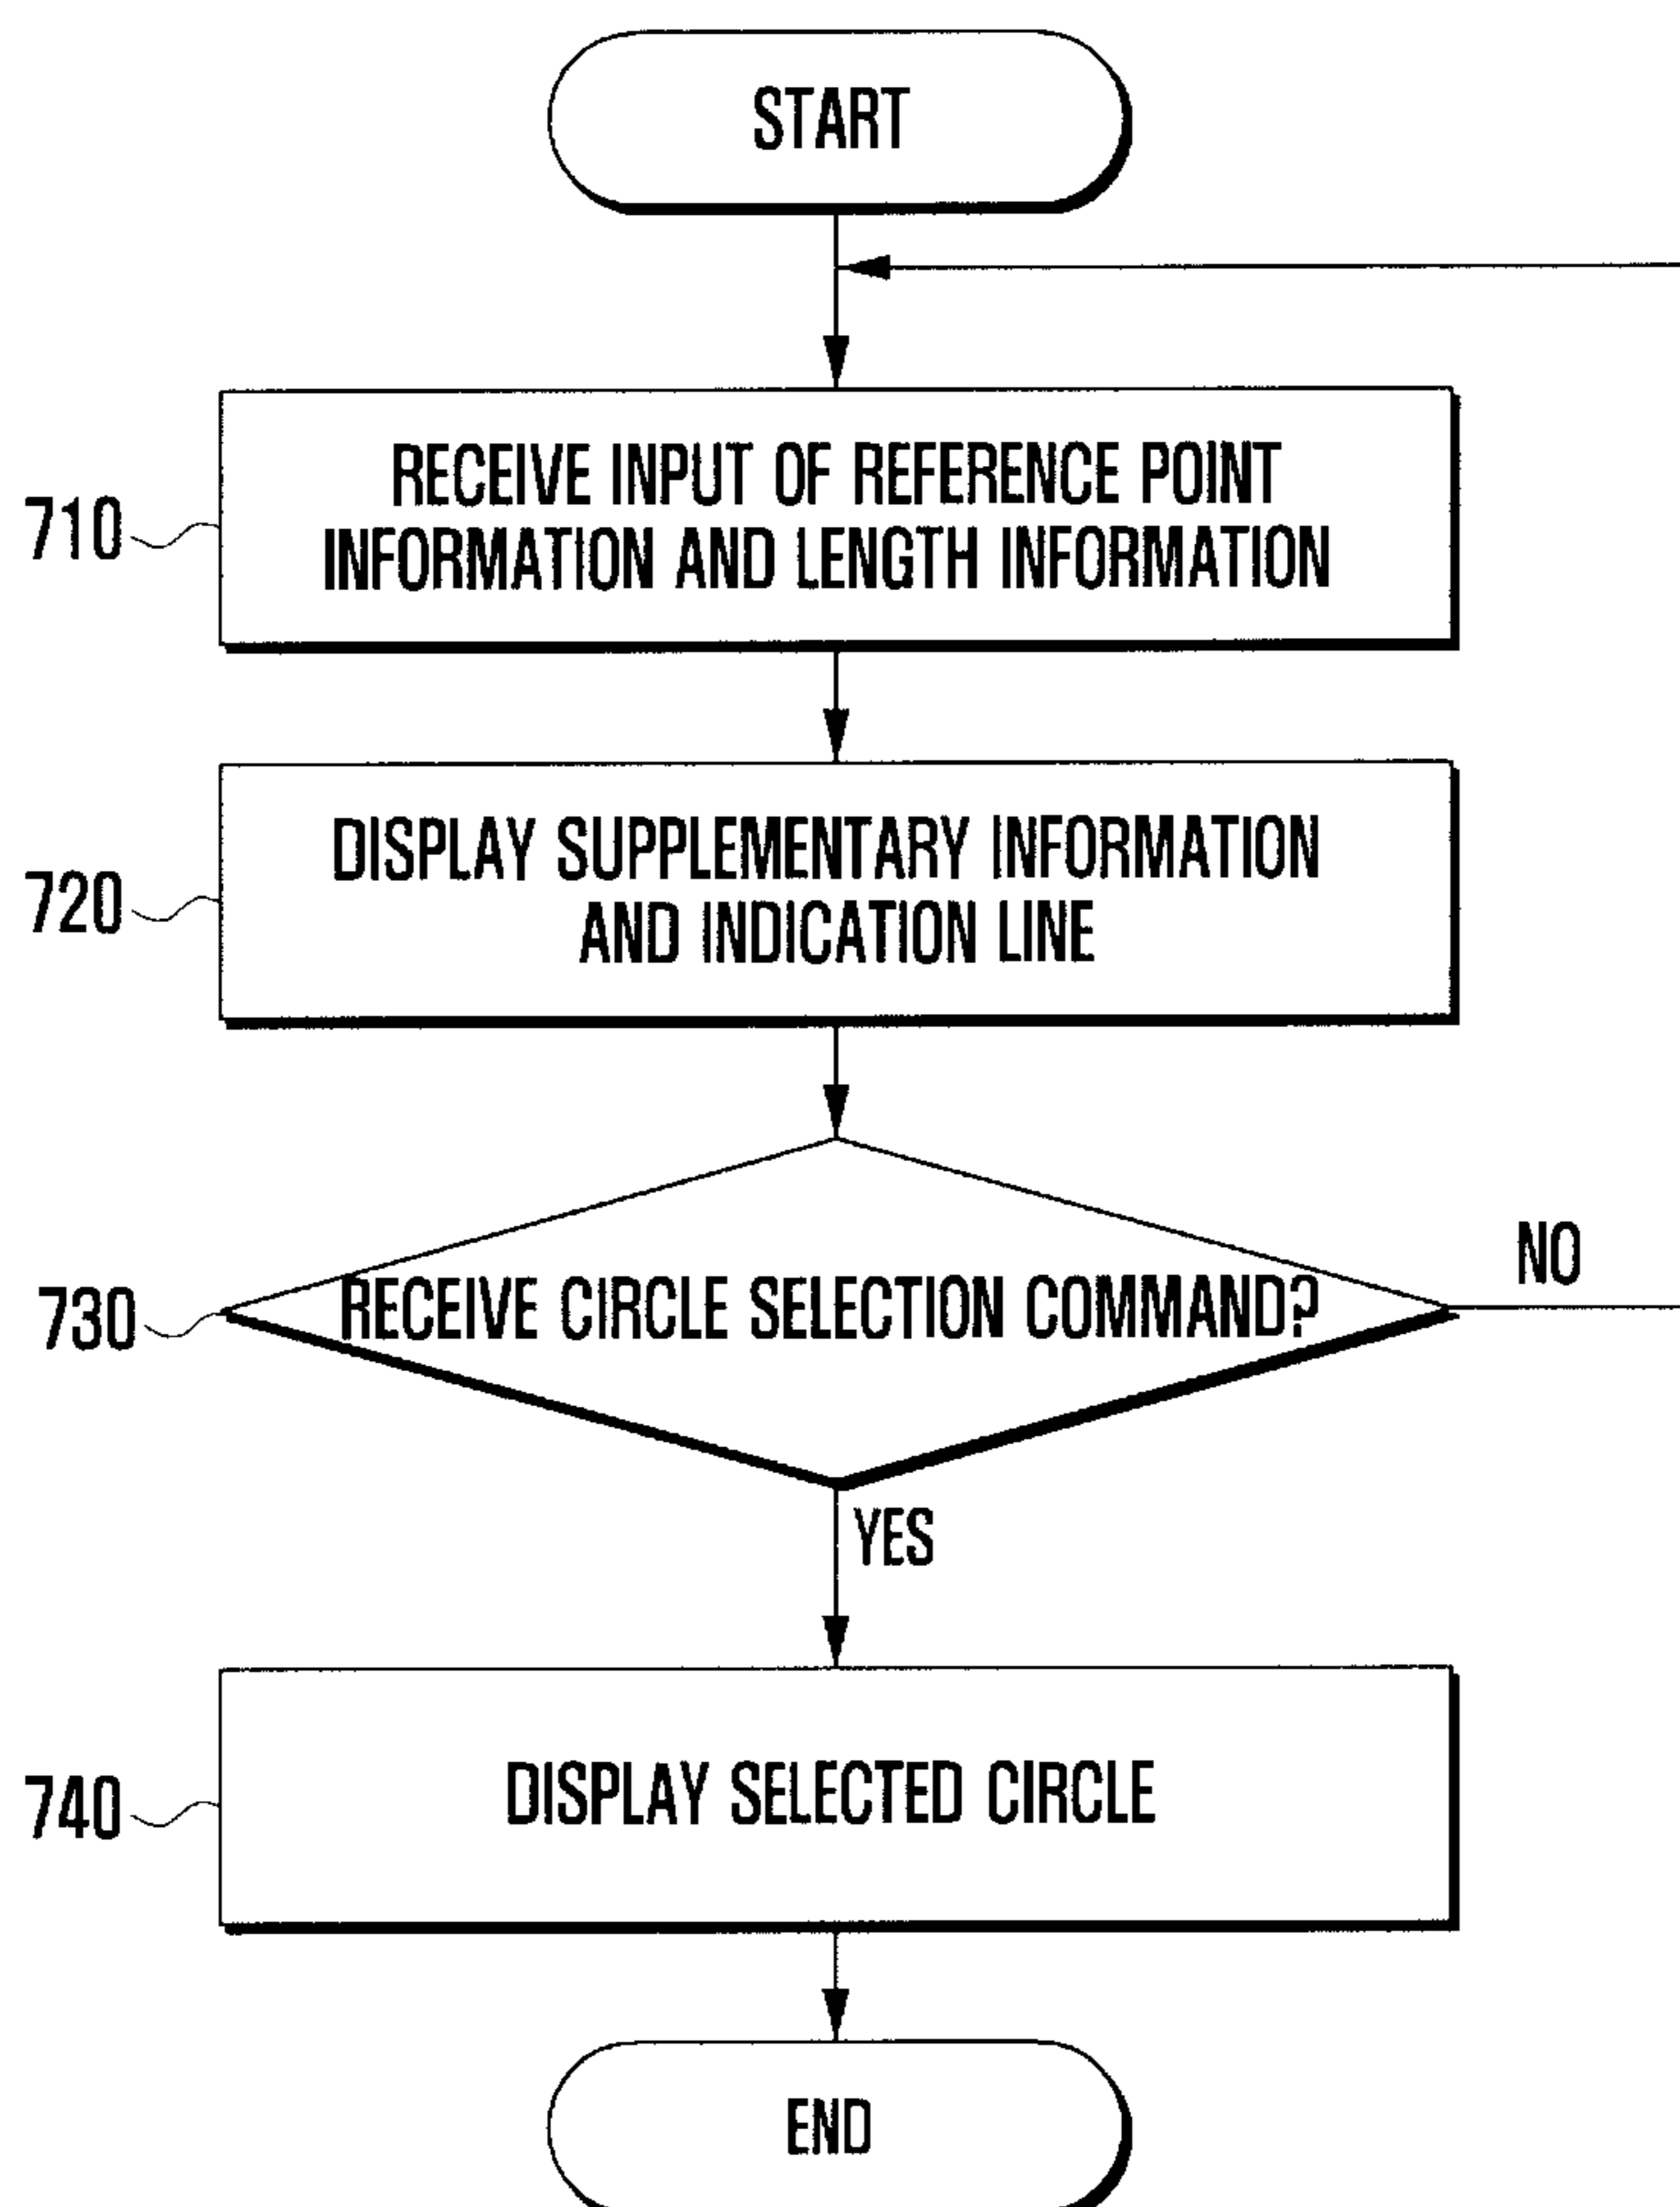 START
710
RECEIVE INPUT OF REFERENCE POINT
INFORMATION AND LENGTH INFORMATION
720
DISPLAY SUPPLEMENTARY INFORMATION
AND INDICATION LINE
730
RECEIVE CIRCLE SELECTION COMMAND?
NO
YES
740
DISPLAY SELECTED CIRCLE
END